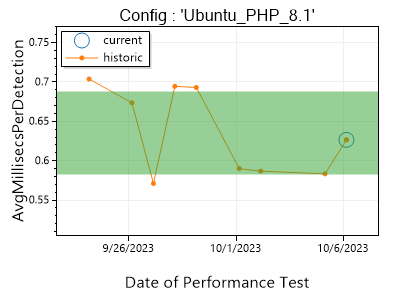 Config : 'Ubuntu_PHP_8.1'
current
historic
AvgMillisecsPerDetection
0.75
0.7
0.65
0.6
0.55
9/26/2023
10/1/2023
10/6/2023
Date of Performance Test